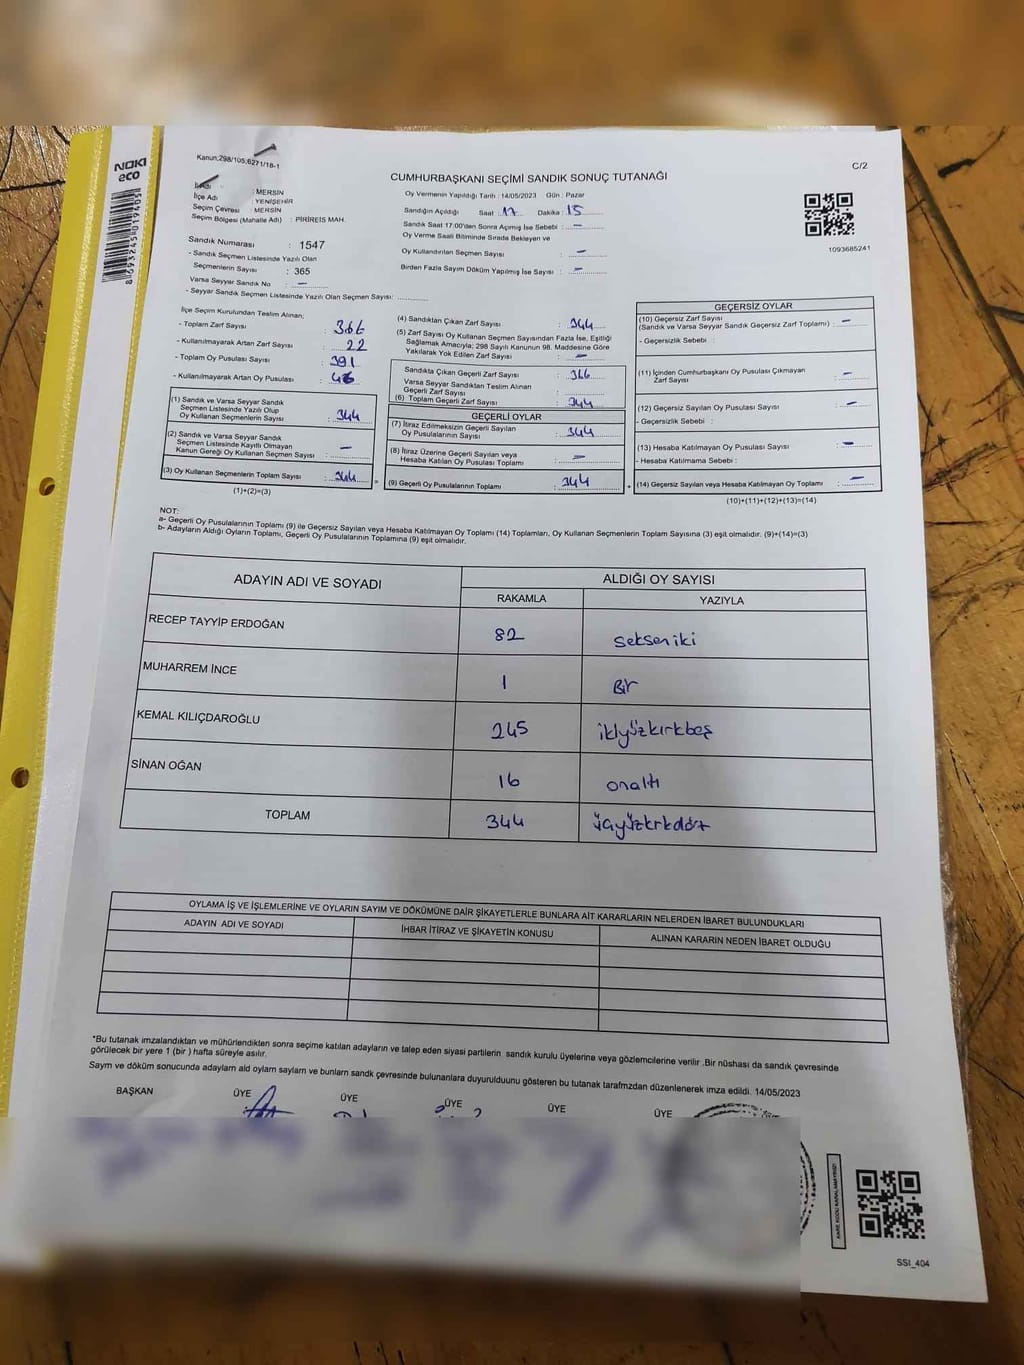 NOKI
eco
8693245019405
Kanun;298/105,6271/18-1
C/2
CUMHURBAŞKANI SEÇİMİ SANDIK SONUÇ TUTANAĞI
İl Adı : MERSİN
İlçe Adı : YENİŞEHİR
Seçim Çevresi : MERSİN
Seçim Bölgesi (Mahalle Adı) : PİRİREİS MAH.
Oy Vermenin Yapıldığı Tarih : 14/05/2023 Gün : Pazar
Sandığın Açıldığı Saat : 17 Dakika : 15
Sandık Saat 17:00'den Sonra Açılmış İse Sebebi : -
Oy Verme Saati Bitiminde Sırada Bekleyen ve
Oy Kullandırılan Seçmen Sayısı : -
Birden Fazla Sayım Döküm Yapılmış İse Sayısı : -
1093685241
Sandık Numarası : 1547
- Sandık Seçmen Listesinde Yazılı Olan
Seçmenlerin Sayısı : 365
Varsa Seyyar Sandık No : -
- Seyyar Seçmen Listesinde Yazılı Olan Seçmen Sayısı: ............
İlçe Seçim Kurulundan Teslim Alınan;
- Toplam Zarf Sayısı : 366
- Kullanılmayarak Artan Zarf Sayısı : 22
- Toplam Oy Pusulası Sayısı : 391
- Kullanılmayarak Artan Oy Pusulası :
(1) Sandık ve Varsa Seyyar Sandık
Seçmen Listesinde Yazılı Olup
Oy Kullanan Seçmenlerin Sayısı : 344
(2) Sandık ve Varsa Seyyar Sandık
Seçmen Listesinde Kayıtlı Olmayan
Kanun Gereği Oy Kullanan Seçmen Sayısı : -
(3) Oy Kullanan Seçmenlerin Toplam Sayısı : 344
(1)+(2)=(3)
(4) Sandıktan Çıkan Zarf Sayısı : 344
(5) Zarf Sayısı Oy Kullanan Seçmen Sayısından Fazla İse, Eşitliği
Sağlamak Amacıyla; 298 Sayılı Kanunun 98. Maddesine Göre
Yakılarak Yok Edilen Zarf Sayısı : -
Sandıkta Çıkan Geçerli Zarf Sayısı : 366
Varsa Seyyar Sandıktan Teslim Alınan
Geçerli Zarf Sayısı :
(6) Toplam Geçerli Zarf Sayısı : 344
GEÇERLİ OYLAR
(7) İtiraz Edilmeksizin Geçerli Sayılan
Oy Pusulalarının Sayısı : 344
(8) İtiraz Üzerine Geçerli Sayılan veya
Hesaba Katılan Oy Pusulası Toplamı : -
(9) Geçerli Oy Pusulalarının Toplamı : 344
GEÇERSİZ OYLAR
(10) Geçersiz Zarf Sayısı
(Sandık ve Varsa Seyyar Sandık Geçersiz Zarf Toplamı) : -
- Geçersizlik Sebebi :
(11) İçinden Cumhurbaşkanı Oy Pusulası Çıkmayan
Zarf Sayısı : -
(12) Geçersiz Sayılan Oy Pusulası Sayısı : -
- Geçersizlik Sebebi :
(13) Hesaba Katılmayan Oy Pusulası Sayısı : -
- Hesaba Katılmama Sebebi :
(14) Geçersiz Sayılan veya Hesaba Katılmayan Oy Toplamı : -
(10)+(11)+(12)+(13)=(14)
NOT:
a- Geçerli Oy Pusulalarının Toplamı (9) ile Geçersiz Sayılan veya Hesaba Katılmayan Oy Toplamı (14) Toplamları, Oy Kullanan Seçmenlerin Toplam Sayısına (3) eşit olmalıdır. (9)+(14)=(3)
b- Adayların Aldığı Oyların Toplamı, Geçerli Oy Pusulalarının Toplamına (9) eşit olmalıdır.
ADAYIN ADI VE SOYADI ALDIĞI OY SAYISI
RAKAMLA YAZIYLA
RECEP TAYYİP ERDOĞAN 82 sekseniki
MUHARREM İNCE 1 Bir
KEMAL KILIÇDAROĞLU 245 ikiyüzkırkbeş
SİNAN OĞAN 16 onaltı
TOPLAM 344 üçyüzkrkdört
OYLAMA İŞ VE İŞLEMLERİNE VE OYLARIN SAYIM VE DÖKÜMÜNE DAİR ŞİKAYETLERLE BUNLARA AİT KARARLARIN NELERDEN İBARET BULUNDUKLARI
ADAYIN ADI VE SOYADI İHBAR İTİRAZ VE ŞİKAYETİN KONUSU ALINAN KARARIN NEDEN İBARET OLDUĞU
*Bu tutanak imzalandıktan ve mühürlendikten sonra seçime katılan adayların ve talep eden siyasi partilerin sandık kurulu üyelerine veya gözlemcilerine verilir .Bir nüshası da sandık çevresinde
görülecek bir yere 1 (bir ) hafta süreyle asılır.
Sayım ve döküm sonucunda adayların ald oylam sayların ve bunların sandk çevresinde bulunanlara duyurulduunu gösteren bu tutanak tarafmzdan düzenlenerek imza edildi. 14/05/2023
BAŞKAN ÜYE ÜYE ÜYE ÜYE ÜYE
KARE KODU KARALAMAYINIZ!
SSI_404